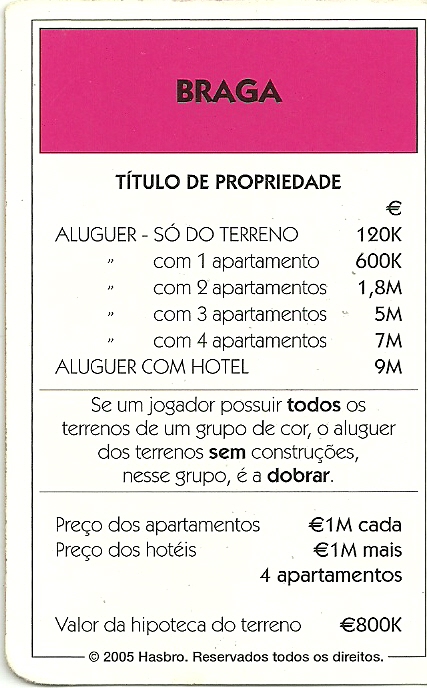 BRAGA
TÍTULO DE PROPRIEDADE
€
ALUGUER - SÓ DO TERRENO 120K
" com 1 apartamento 600K
" com 2 apartamentos 1,8M
" com 3 apartamentos 5M
" com 4 apartamentos 7M
ALUGUER COM HOTEL 9M
Se um jogador possuir todos os
terrenos de um grupo de cor, o aluguer
dos terrenos sem construções,
nesse grupo, é a dobrar.
Preço dos apartamentos €1M cada
Preço dos hotéis €1M mais
4 apartamentos
Valor da hipoteca do terreno €800K
© 2005 Hasbro. Reservados todos os direitos.